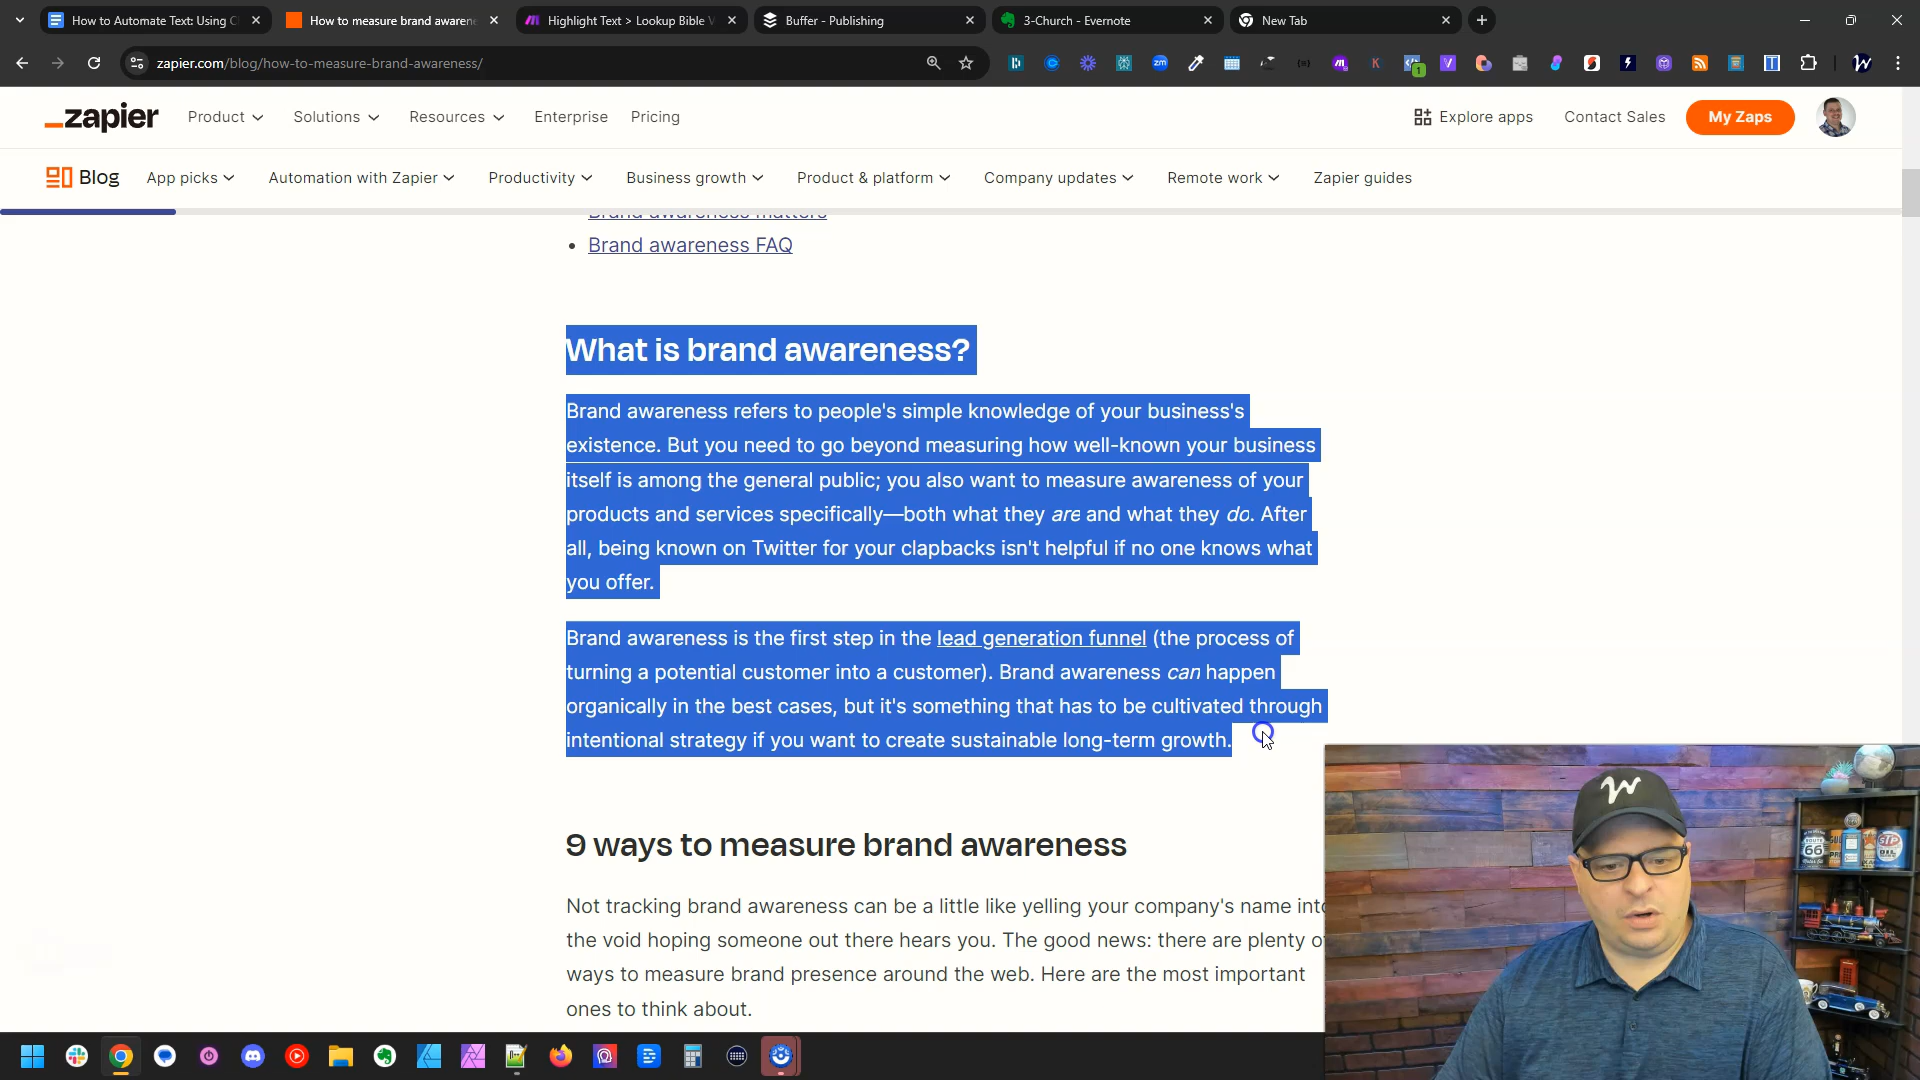 How to Automate Text: Using C
How to measure brand awaren
Highlight Text > Lookup Bible V
Buffer - Publishing
3-Church - Evernote
New Tab
zapier.com/blog/how-to-measure-brand-awareness/
zapier
Product
Solutions
Resources
Enterprise
Pricing
Explore apps
Contact Sales
My Zaps
Blog
App picks
Automation with Zapier
Productivity
Business growth
Product & platform
Company updates
Remote work
Zapier guides
Brand awareness matters
• Brand awareness FAQ
What is brand awareness?
Brand awareness refers to people's simple knowledge of your business's
existence. But you need to go beyond measuring how well-known your business
itself is among the general public; you also want to measure awareness of your
products and services specifically—both what they are and what they do. After
all, being known on Twitter for your clapbacks isn't helpful if no one knows what
you offer.
Brand awareness is the first step in the lead generation funnel (the process of
turning a potential customer into a customer). Brand awareness can happen
organically in the best cases, but it's something that has to be cultivated through
intentional strategy if you want to create sustainable long-term growth.
9 ways to measure brand awareness
Not tracking brand awareness can be a little like yelling your company's name into
the void hoping someone out there hears you. The good news: there are plenty o
ways to measure brand presence around the web. Here are the most important
ones to think about.
ROUTE
66
STP
OIL